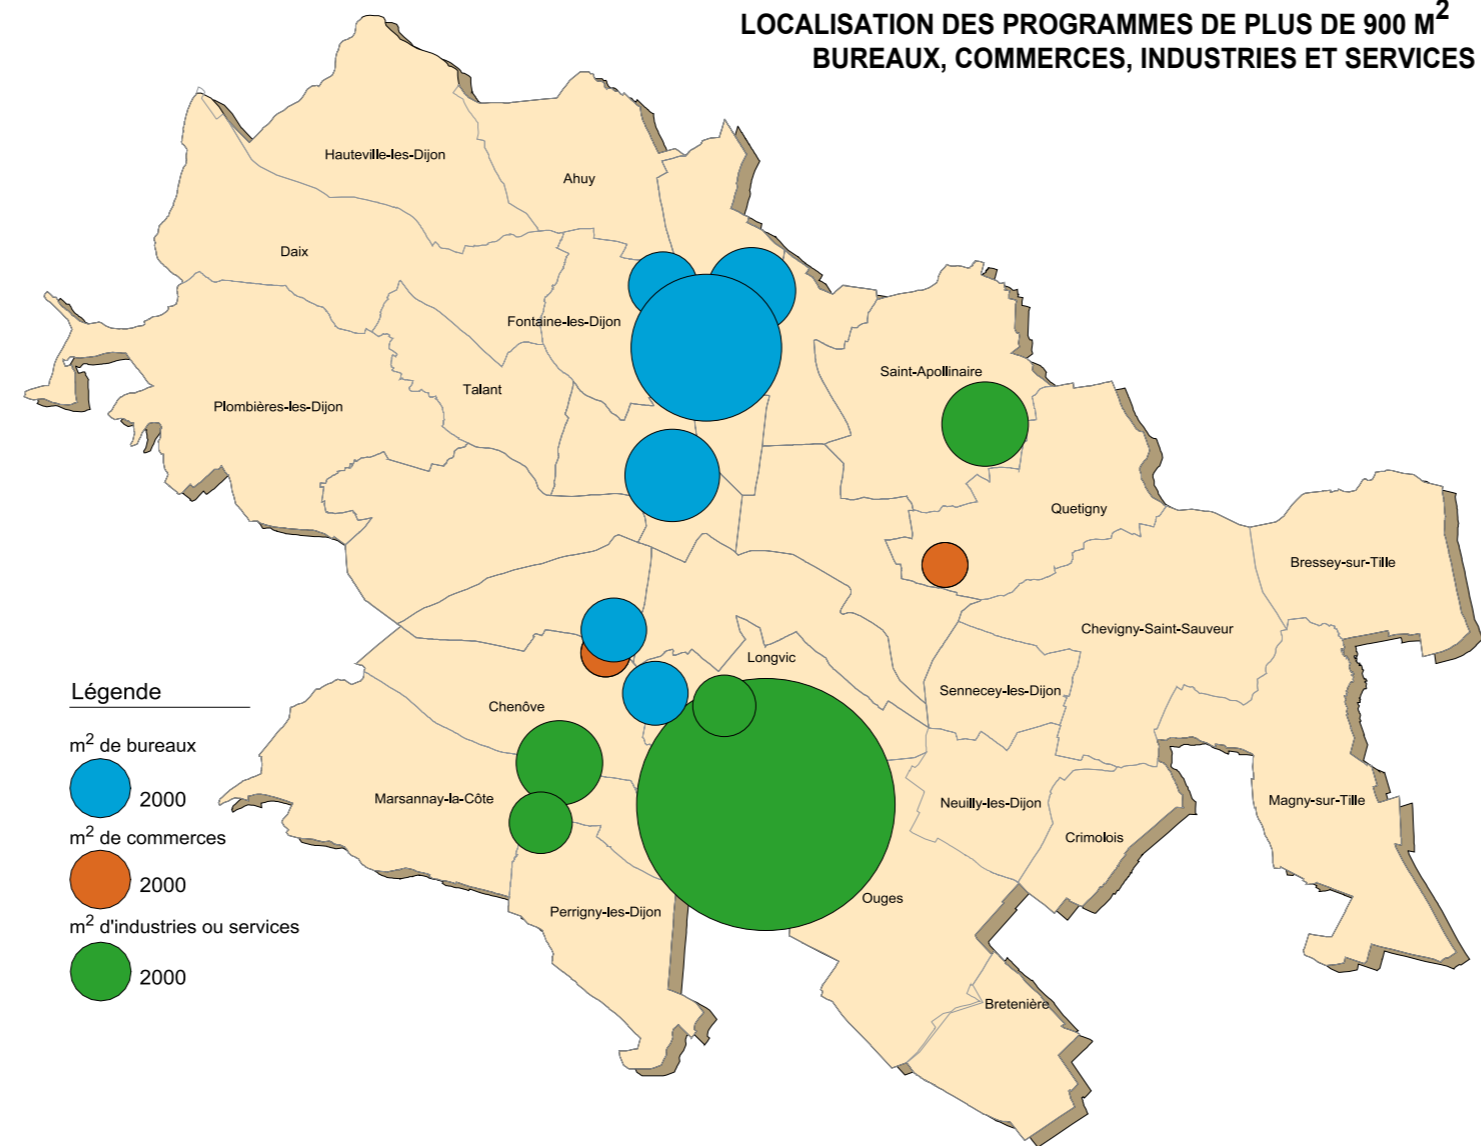 LOCALISATION DES PROGRAMMES DE PLUS DE 900 M²
BUREAUX, COMMERCES, INDUSTRIES ET SERVICES
Hauteville-les-Dijon
Ahuy
Daix
Fontaine-les-Dijon
Saint-Apollinaire
Talant
Plombières-les-Dijon
Quetigny
Bressey-sur-Tille
Chevigny-Saint-Sauveur
Longvic
Sennecey-les-Dijon
Chenôve
Marsannay-la-Côte
Neuilly-les-Dijon
Magny-sur-Tille
Crimolois
Ouges
Perrigny-les-Dijon
Bretenière
Légende
m² de bureaux
2000
m² de commerces
2000
m² d'industries ou services
2000